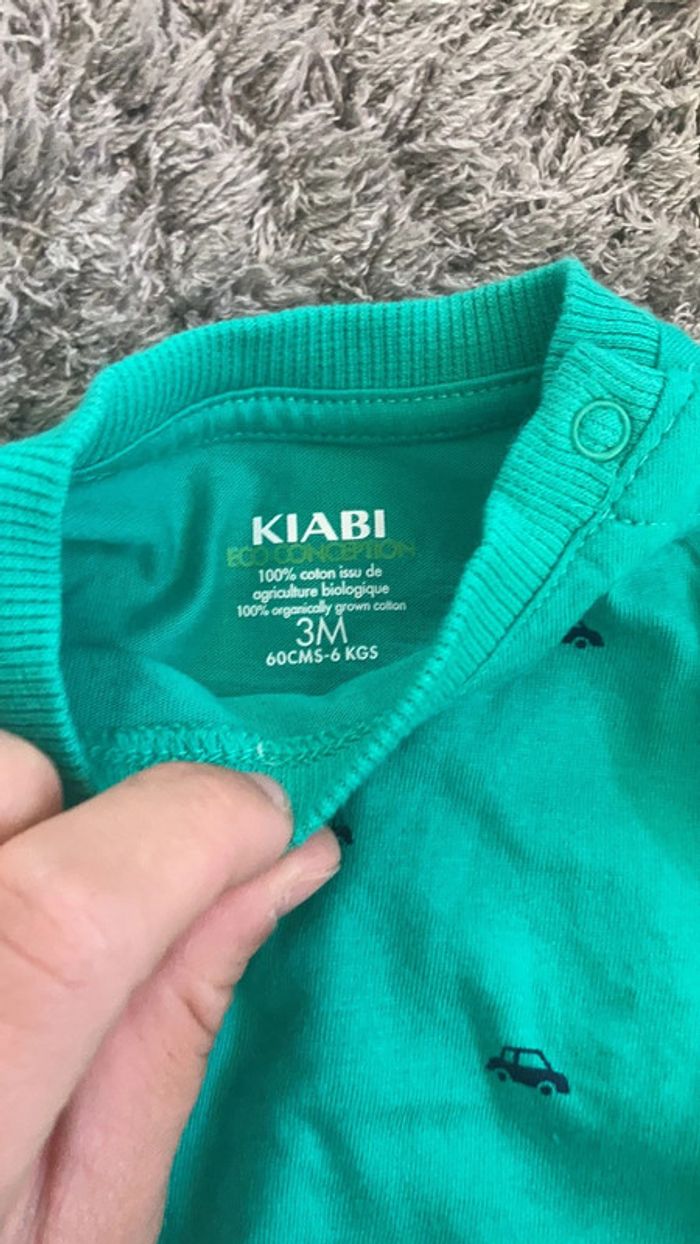 KIABI
ECO CONCEPTION
100% coton issu de
agriculture biologique
100% organically grown cotton
3M
60CMS-6 KGS